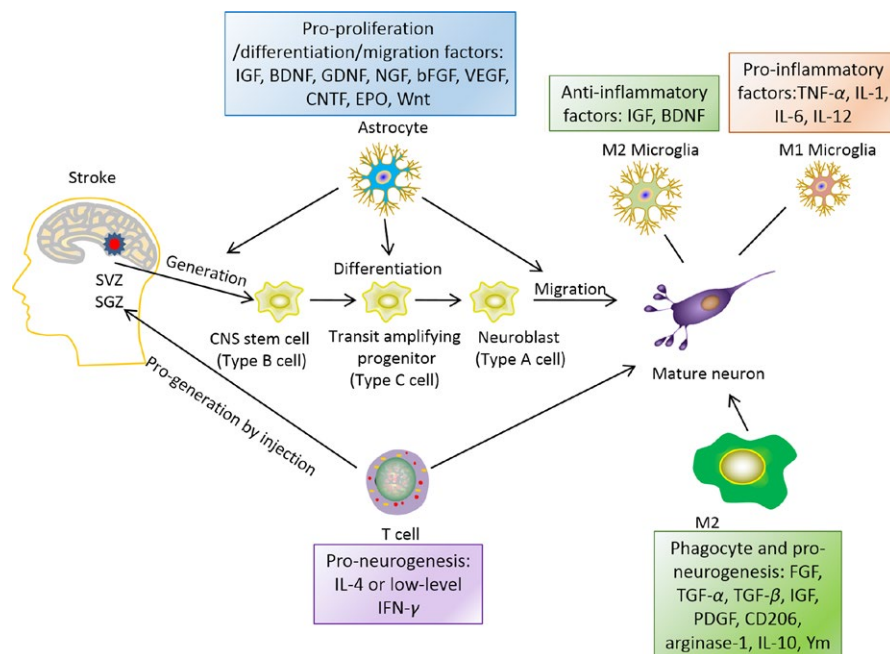 Pro-proliferation
/differentiation/migration factors:
IGF, BDNF, GDNF, NGF, bFGF, VEGF,
CNTF, EPO, Wnt
Astrocyte
Anti-inflammatory
factors: IGF, BDNF
M2 Microglia
Pro-inflammatory
factors:TNF-α, IL-1,
IL-6, IL-12
M1 Microglia
Stroke
SVZ
SGZ
Generation
Differentiation
Migration
CNS stem cell
(Type B cell)
Transit amplifying
progenitor
(Type C cell)
Neuroblast
(Type A cell)
Mature neuron
Pro-generation by injection
T cell
Pro-neurogenesis:
IL-4 or low-level
IFN-γ
M2
Phagocyte and pro-
neurogenesis: FGF,
TGF-α, TGF-β, IGF,
PDGF, CD206,
arginase-1, IL-10, Ym